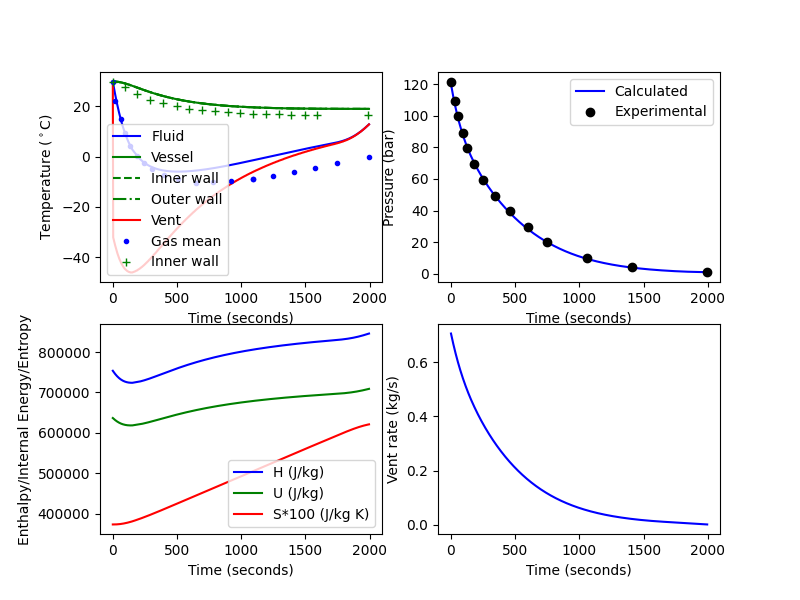 Temperature (°C)
20
0
−20
−40
Fluid
Vessel
Inner wall
Outer wall
Vent
Gas mean
Inner wall
0
500
1000
1500
2000
Time (seconds)
Pressure (bar)
120
100
80
60
40
20
0
Calculated
Experimental
0
500
1000
1500
2000
Time (seconds)
Enthalpy/Internal Energy/Entropy
800000
700000
600000
500000
400000
H (J/kg)
U (J/kg)
S*100 (J/kg K)
0
500
1000
1500
2000
Time (seconds)
Vent rate (kg/s)
0.6
0.4
0.2
0.0
0
500
1000
1500
2000
Time (seconds)